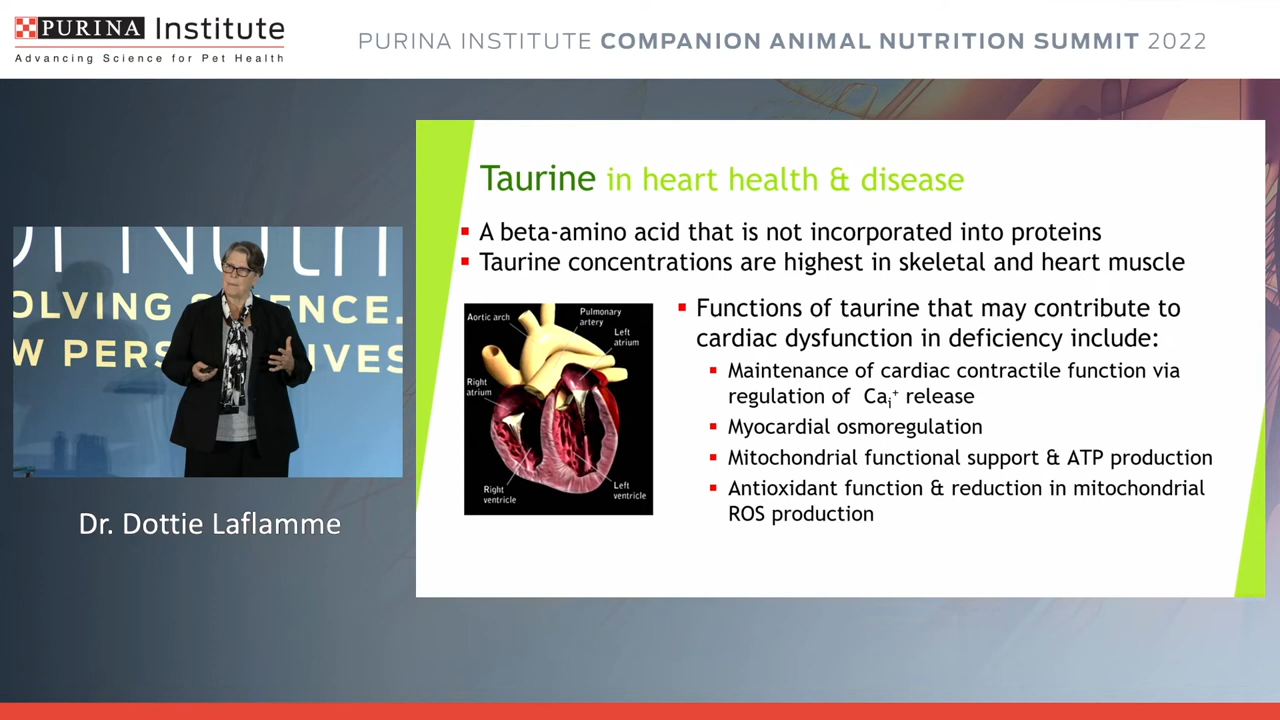 PURINA Institute
Advancing Science for Pet Health
PURINA INSTITUTE COMPANION ANIMAL NUTRITION SUMMIT 2022
OLVING SCIENCE.
W PERS IVES
Dr. Dottie Laflamme
Taurine in heart health & disease
A beta-amino acid that is not incorporated into proteins
Taurine concentrations are highest in skeletal and heart muscle
Aortic arch
Pulmonary
artery
Left
atrium
Right
atrium
Right
ventricle
Left
ventricle
Functions of taurine that may contribute to
cardiac dysfunction in deficiency include:
Maintenance of cardiac contractile function via
regulation of Caᵢ⁺ release
Myocardial osmoregulation
Mitochondrial functional support & ATP production
Antioxidant function & reduction in mitochondrial
ROS production